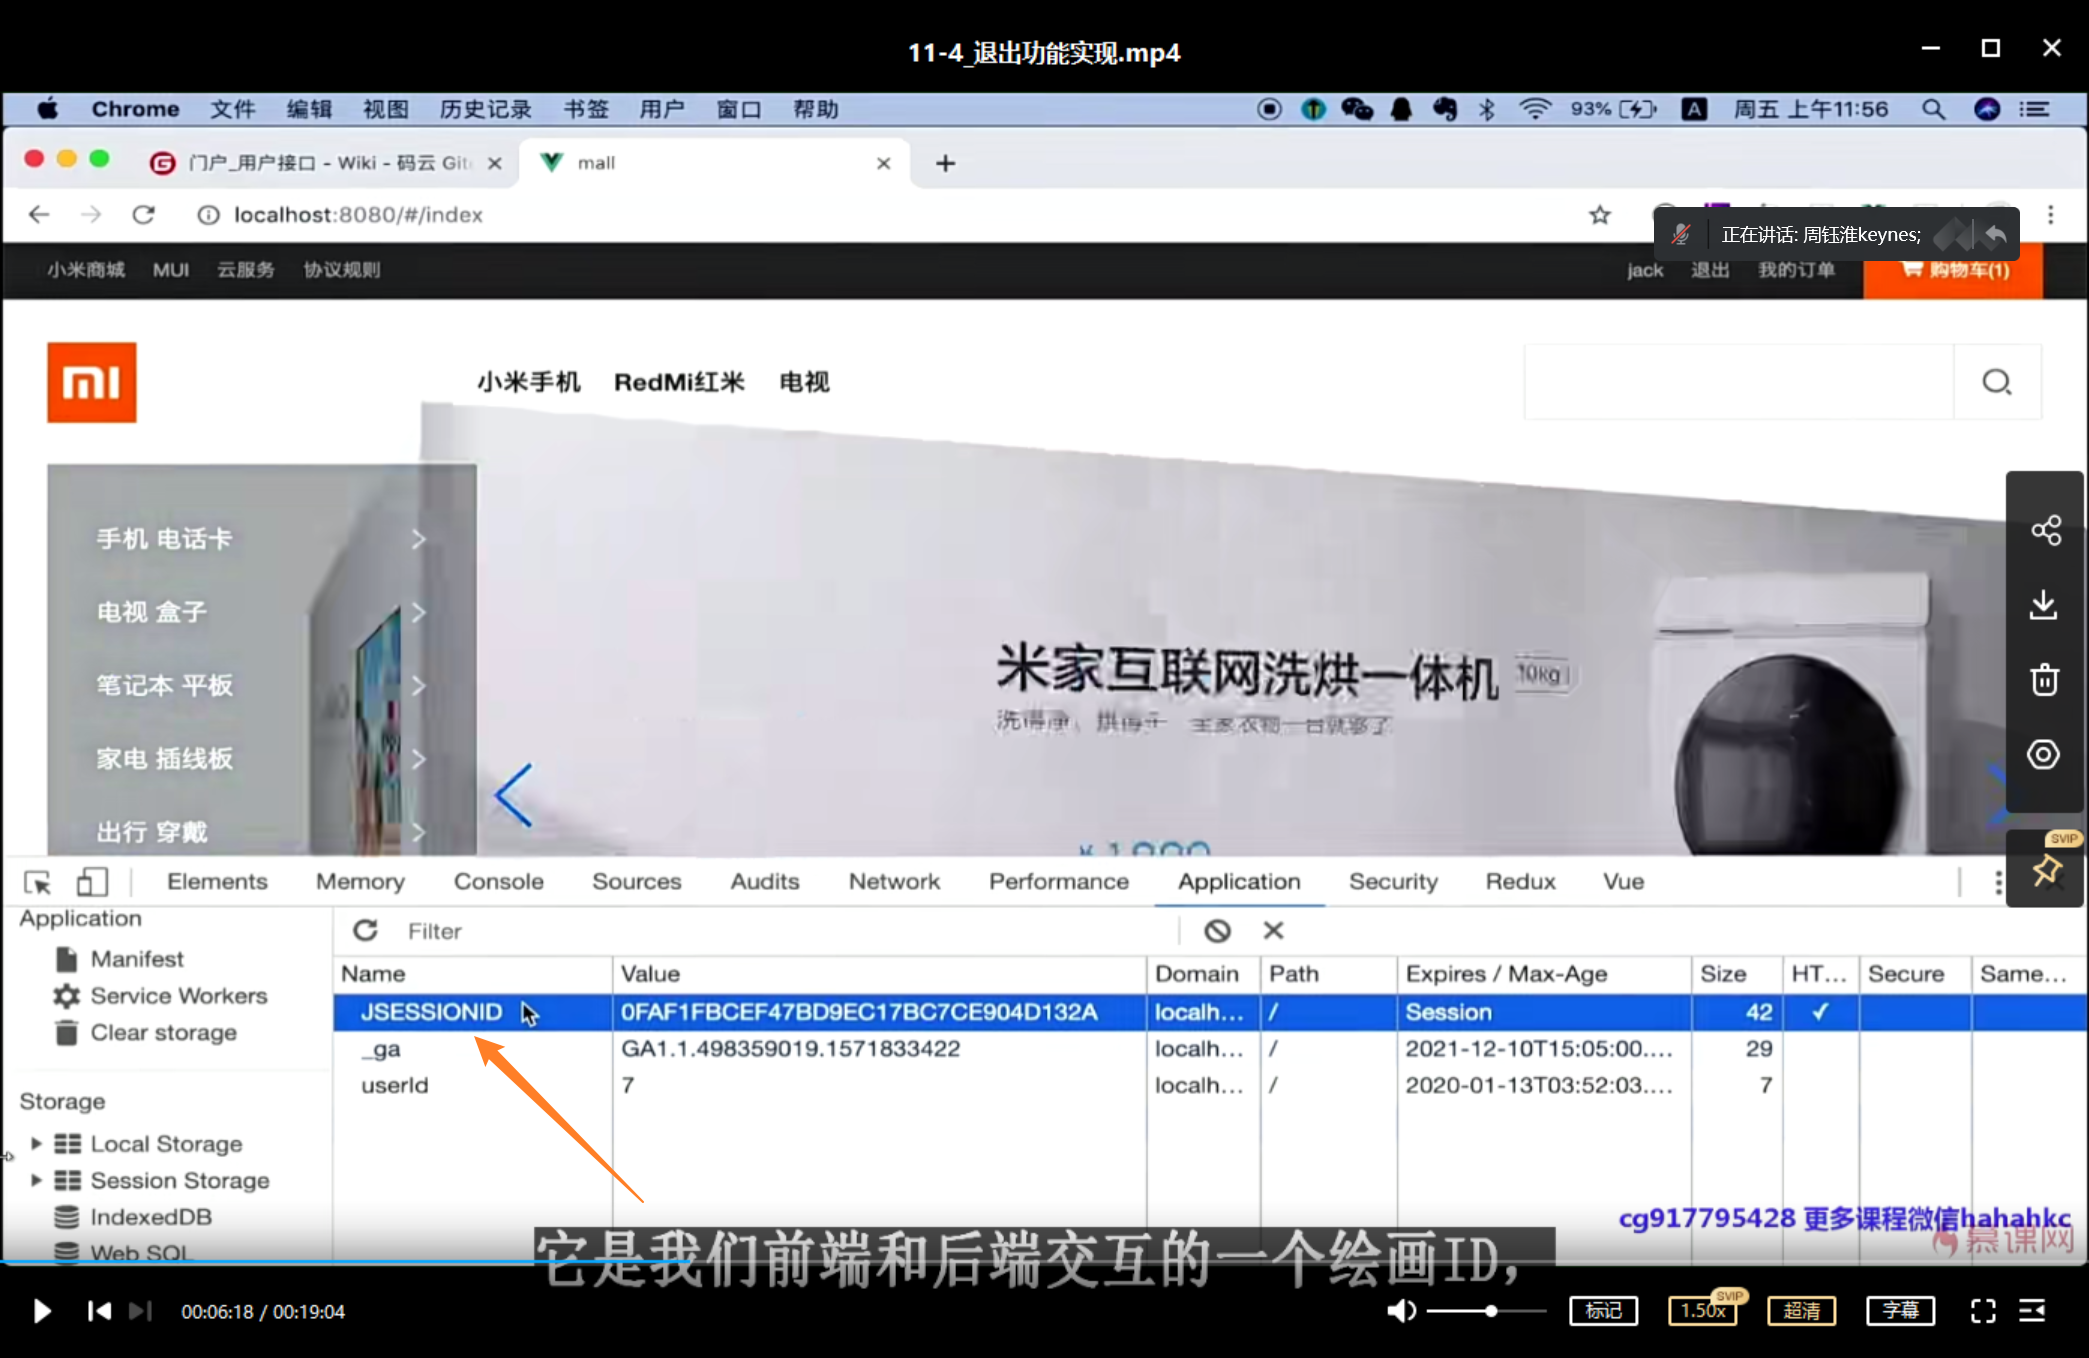 11-4_退出功能实现.mp4
Chrome 文件 编辑 视图 历史记录 书签 用户 窗口 帮助 93% A 周五 上午11:56
门户_用户接口 - Wiki - 码云 Git
mall
localhost:8080/#/index
正在讲话: 周钰淮keynes;
小米商城 MUI 云服务 协议规则 jack 退出 我的订单 购物车(1)
小米手机 RedMi红米 电视
手机 电话卡
电视 盒子
笔记本 平板
家电 插线板
出行 穿戴
米家互联网洗烘一体机 10kg
SVIP
Elements Memory Console Sources Audits Network Performance Application Security Redux Vue
Application
Manifest
Service Workers
Clear storage
Storage
Local Storage
Session Storage
IndexedDB
Web SQL
Filter
Name Value Domain Path Expires / Max-Age Size HT... Secure Same...
JSESSIONID 0FAF1FBCEF47BD9EC17BC7CE904D132A localh... / Session 42 ✓
_ga GA1.1.498359019.1571833422 localh... / 2021-12-10T15:05:00.... 29
userId 7 localh... / 2020-01-13T03:52:03.... 7
cg917795428 更多课程微信hahahkc
慕课网
它是我们前端和后端交互的一个绘画ID，
00:06:18 / 00:19:04 标记 1.50x SVIP 超清 字幕